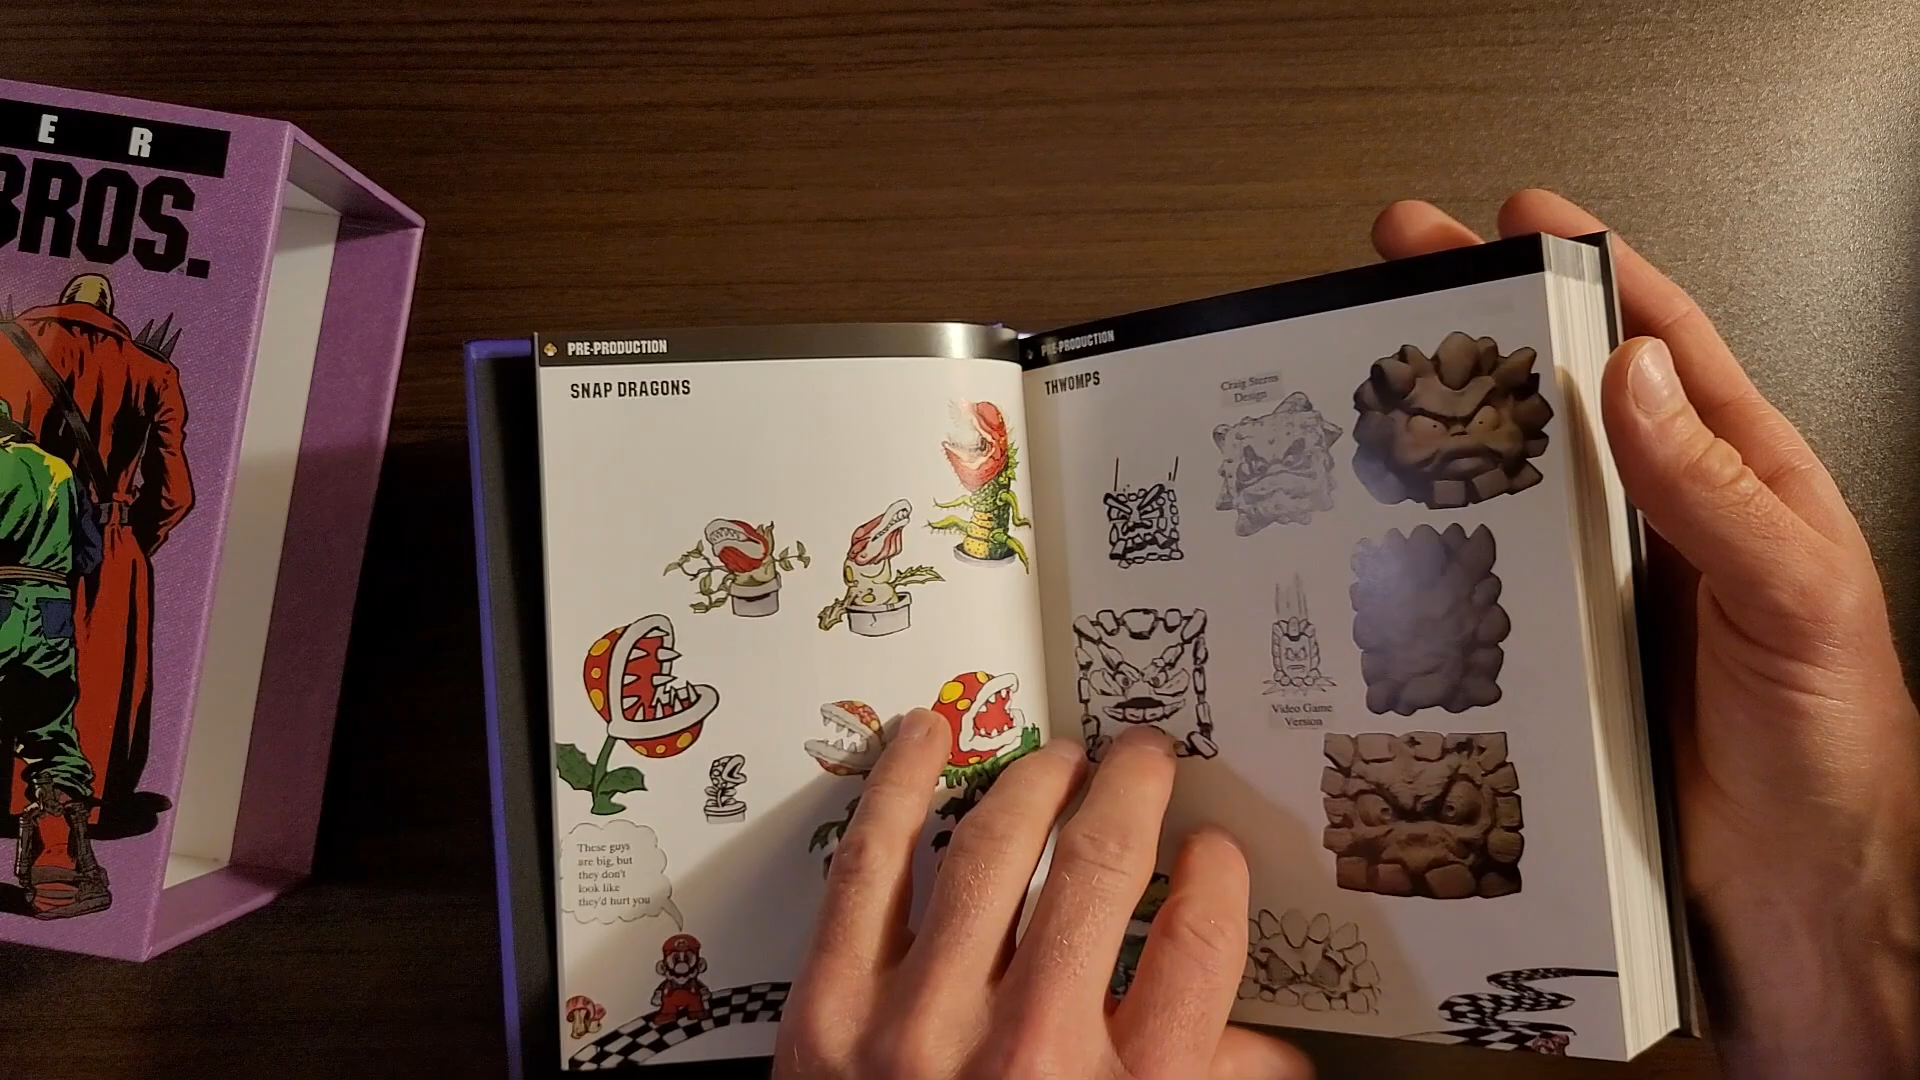 E R
BROS.
PRE-PRODUCTION
SNAP DRAGONS
These guys
are big, but
they don't
look like
they'd hurt you
PRE-PRODUCTION
THWOMPS
Craig Sterns
Design
Video Game
Version